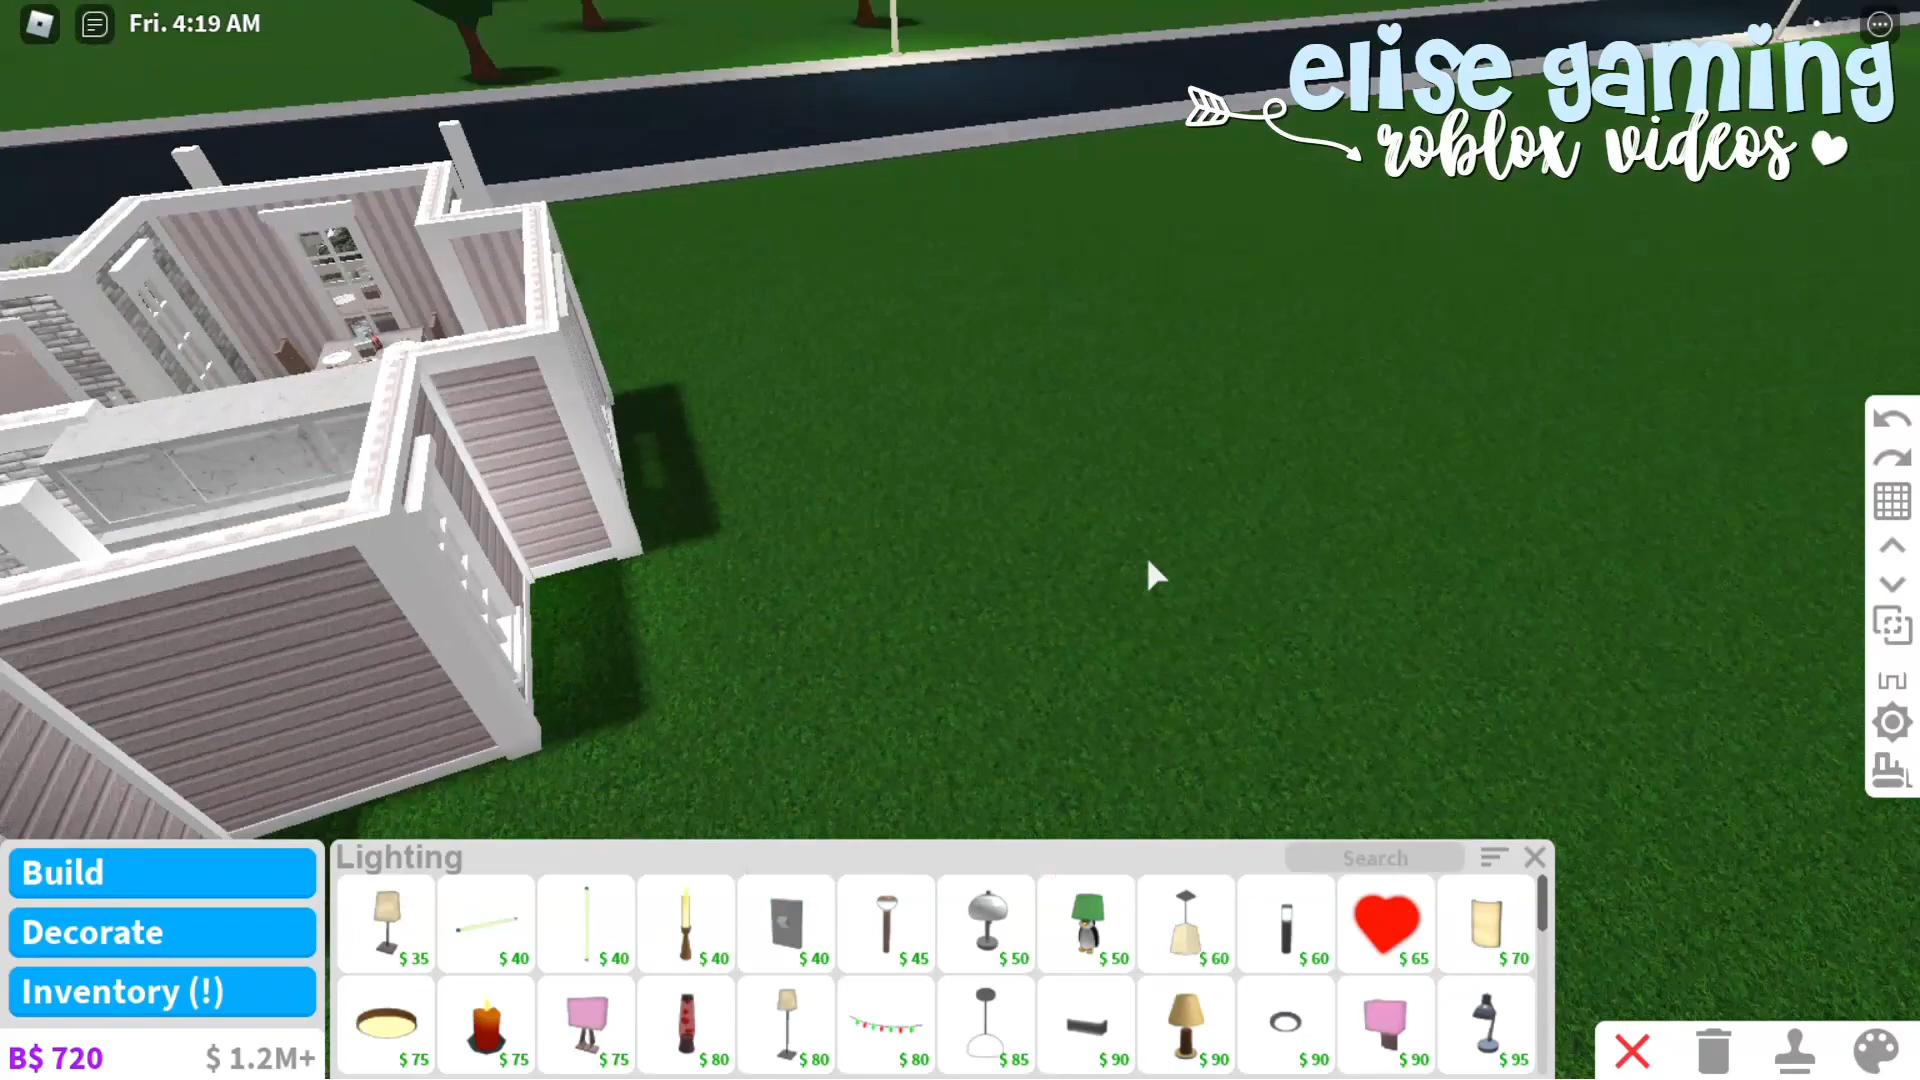 Fri. 4:19 AM
elise gaming
roblox videos
Build
Decorate
Inventory (!)
B$ 720
$ 1.2M+
Lighting
Search
$ 35
$ 40
$ 40
$ 40
$ 40
$ 45
$ 50
$ 50
$ 60
$ 60
$ 65
$ 70
$ 75
$ 75
$ 75
$ 80
$ 80
$ 80
$ 85
$ 90
$ 90
$ 90
$ 90
$ 95